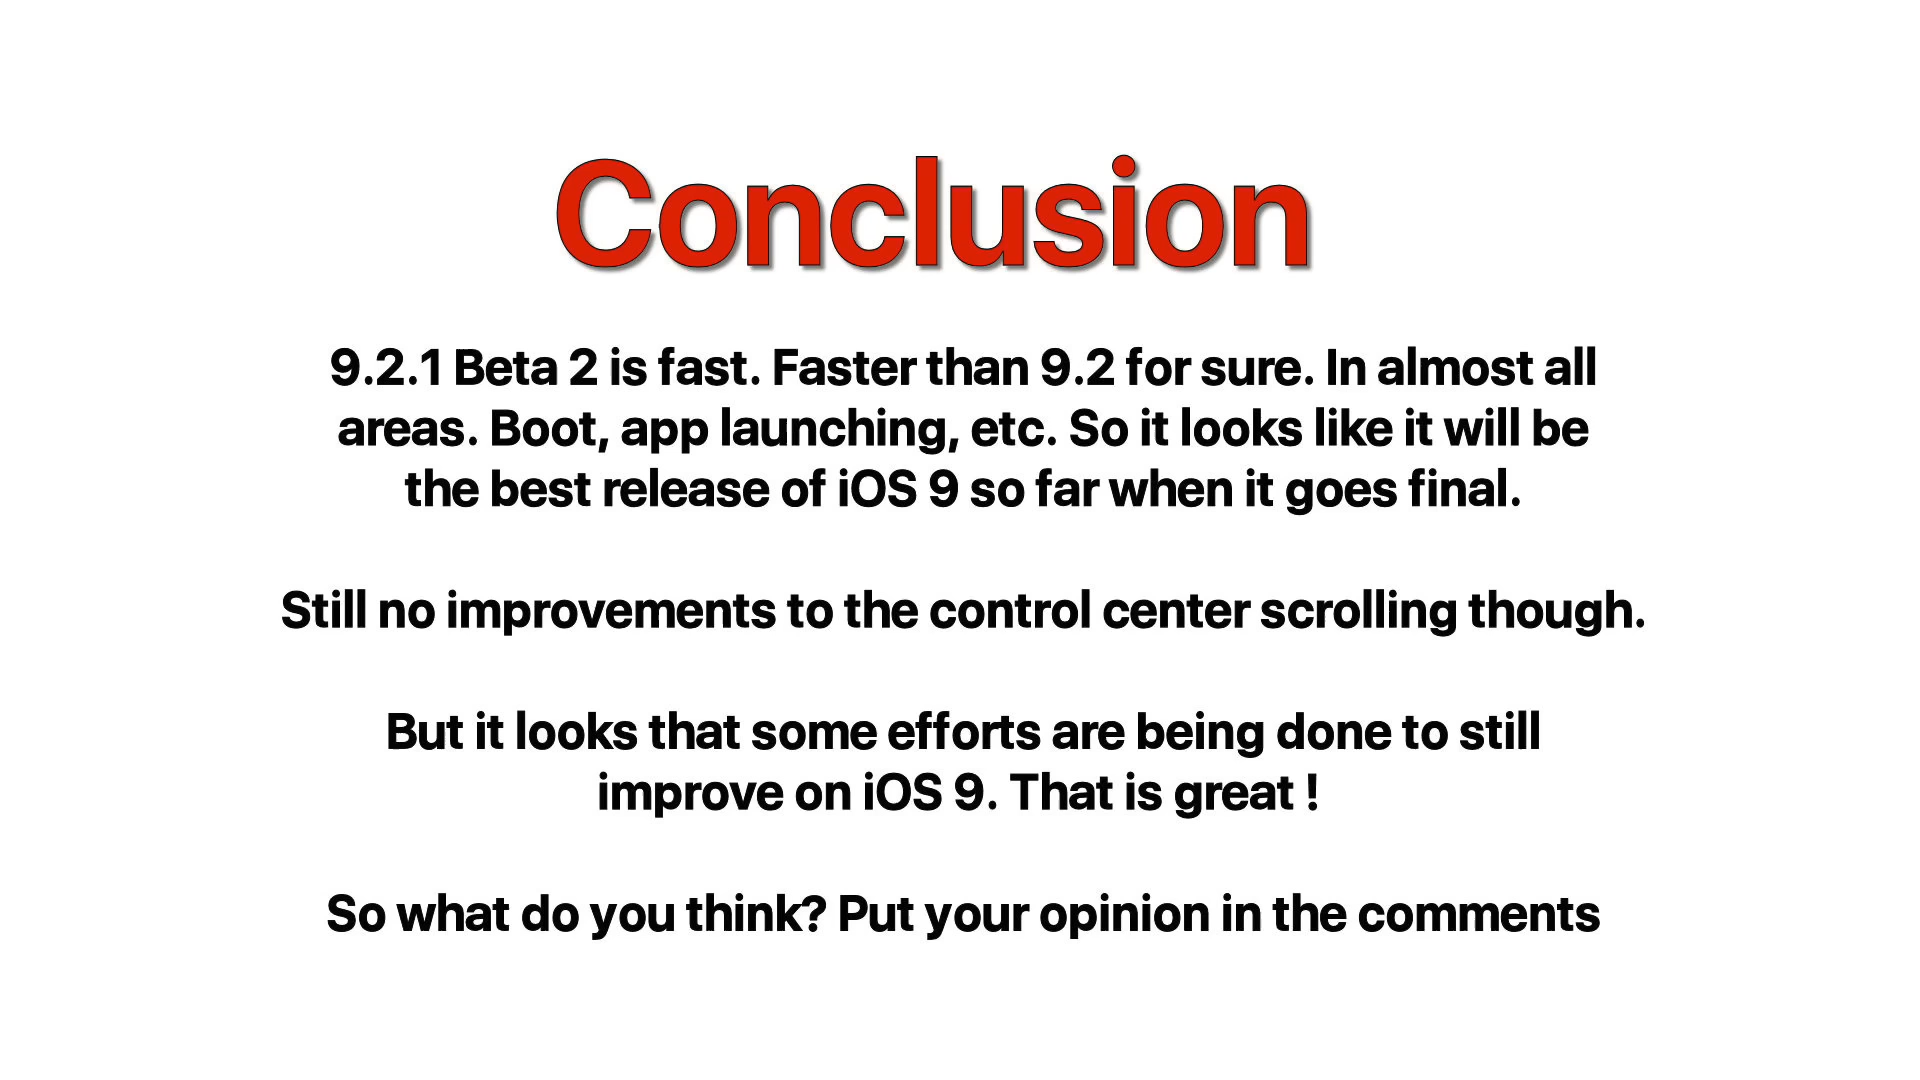 Conclusion
9.2.1 Beta 2 is fast. Faster than 9.2 for sure. In almost all
areas. Boot, app launching, etc. So it looks like it will be
the best release of iOS 9 so far when it goes final.
Still no improvements to the control center scrolling though.
But it looks that some efforts are being done to still
improve on iOS 9. That is great !
So what do you think? Put your opinion in the comments